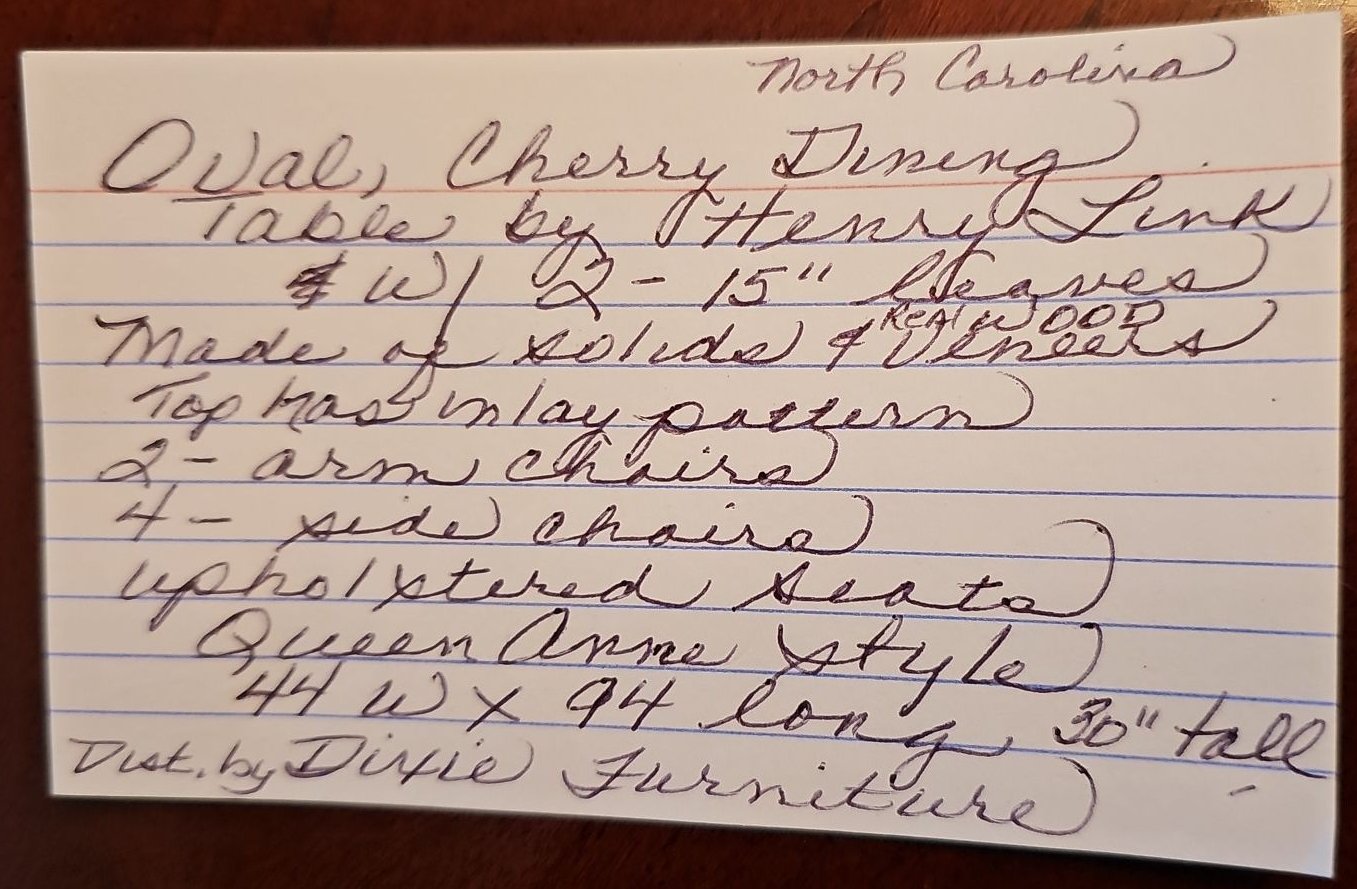 North Carolina
Oval, Cherry Dining
Table by Henry Link
& w/ 2 - 15" leaves
REAl WOOD
Made of solids & Veneers
Top has inlay pattern
2 - arm chairs
4 - side chairs
upholstered seats
Queen Anne style
44 W x 94 long, 30" tall
Dist. by Dixie Furniture